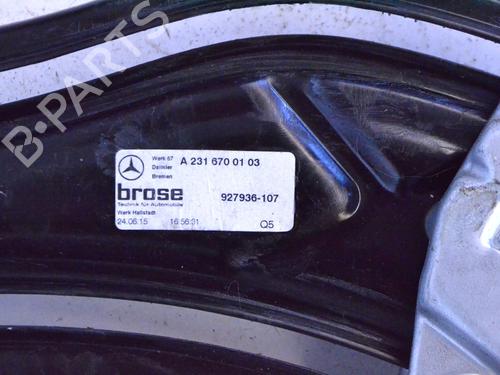 B-PARTS
Werk 67
Daimler
Bremen
A 231 670 01 03
brose
Technik für Automobile
927936-107
Werk Hallstadt
24.06.15 16:56:31
Q5